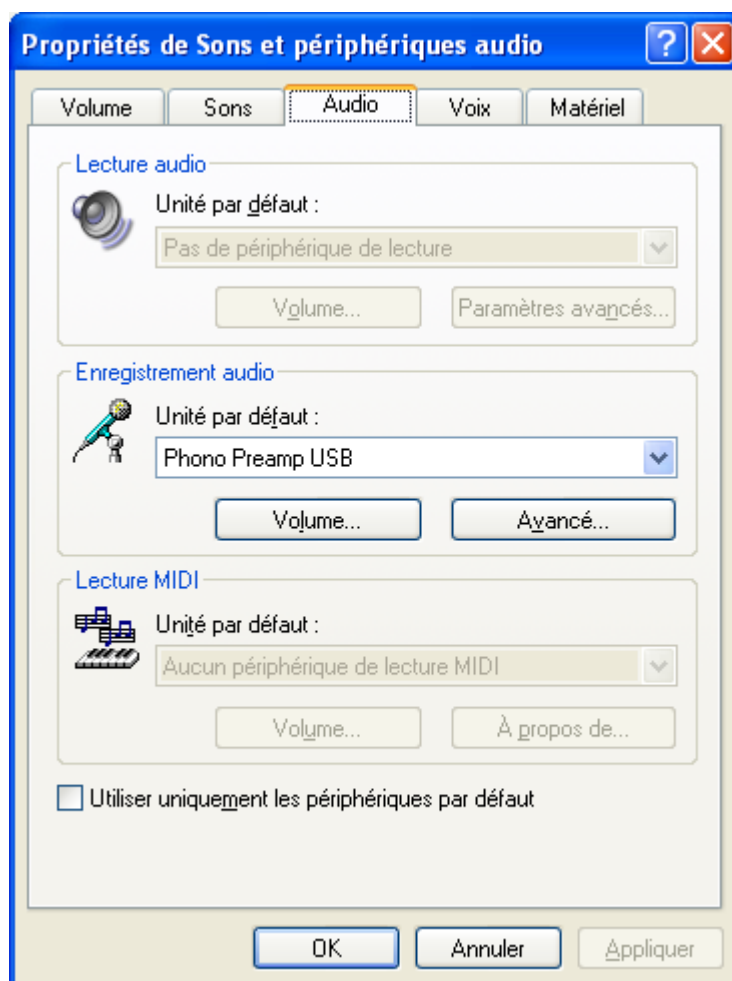 Propriétés de Sons et périphériques audio
Volume Sons Audio Voix Matériel
Lecture audio
Unité par défaut :
Pas de périphérique de lecture
Volume... Paramètres avancés...
Enregistrement audio
Unité par défaut :
Phono Preamp USB
Volume... Avancé...
Lecture MIDI
Unité par défaut :
Aucun périphérique de lecture MIDI
Volume... À propos de...
Utiliser uniquement les périphériques par défaut
OK Annuler Appliquer